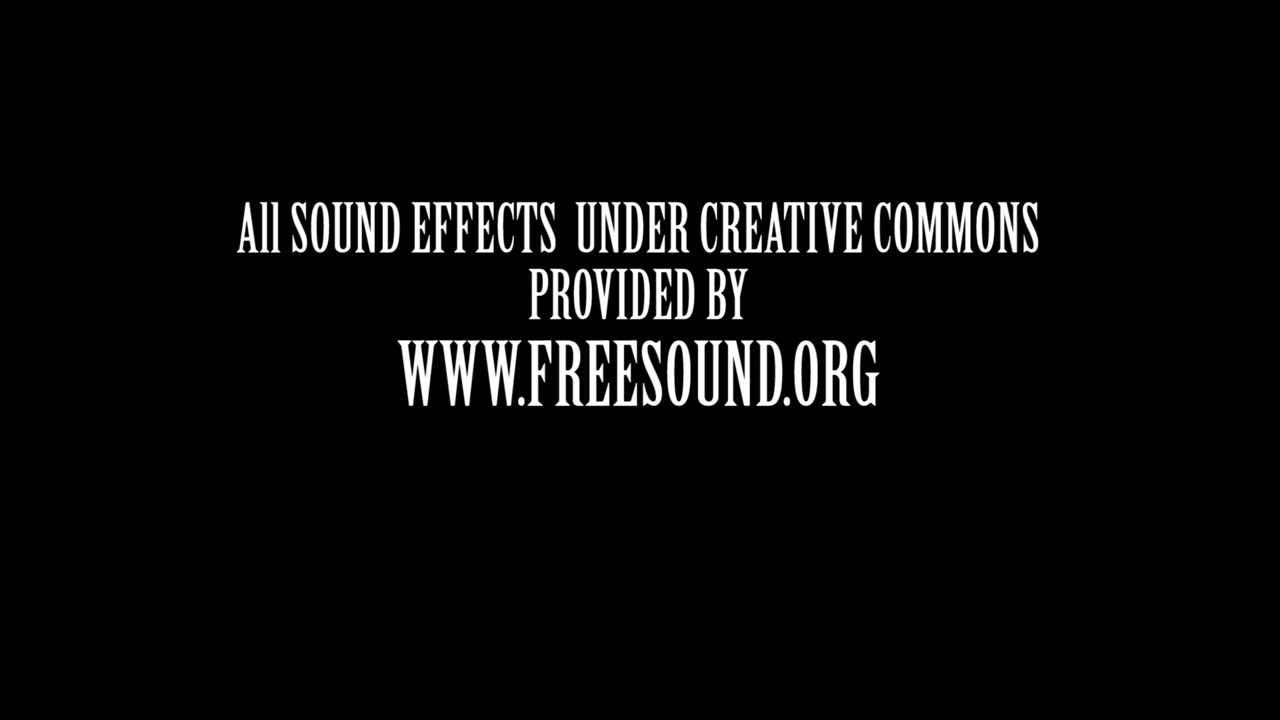 All SOUND EFFECTS UNDER CREATIVE COMMONS
PROVIDED BY
WWW.FREESOUND.ORG